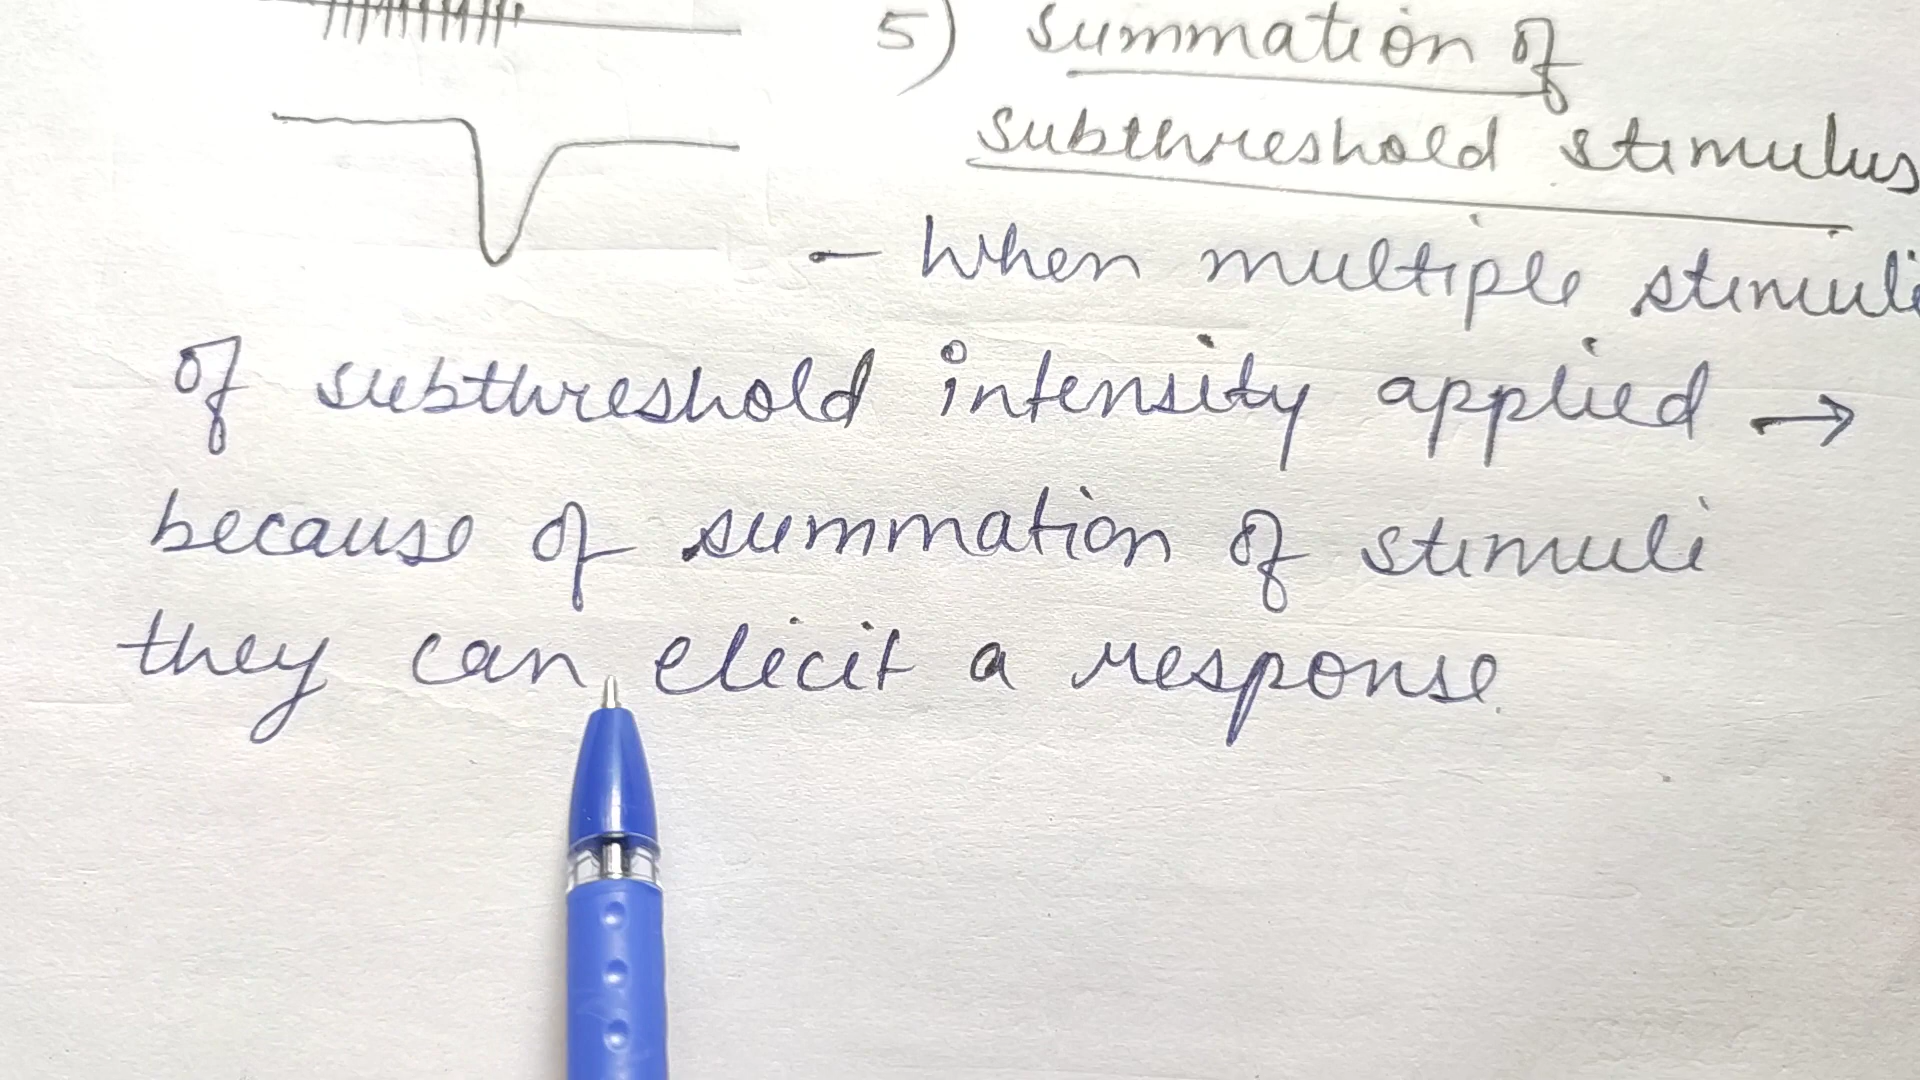 5) Summation of
subthreshold stimulus
- When multiple stimuli
of subthreshold intensity applied →
because of summation of stimuli
they can elicit a response.